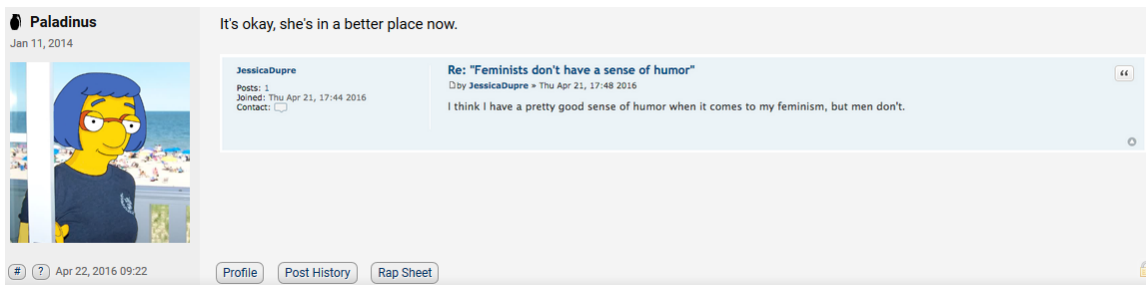 Paladinus
Jan 11, 2014
It's okay, she's in a better place now.
JessicaDupre
Posts: 1
Joined: Thu Apr 21, 17:44 2016
Contact:
Re: "Feminists don't have a sense of humor"
by JessicaDupre » Thu Apr 21, 17:48 2016
I think I have a pretty good sense of humor when it comes to my feminism, but men don't.
“
# ? Apr 22, 2016 09:22
Profile Post History Rap Sheet